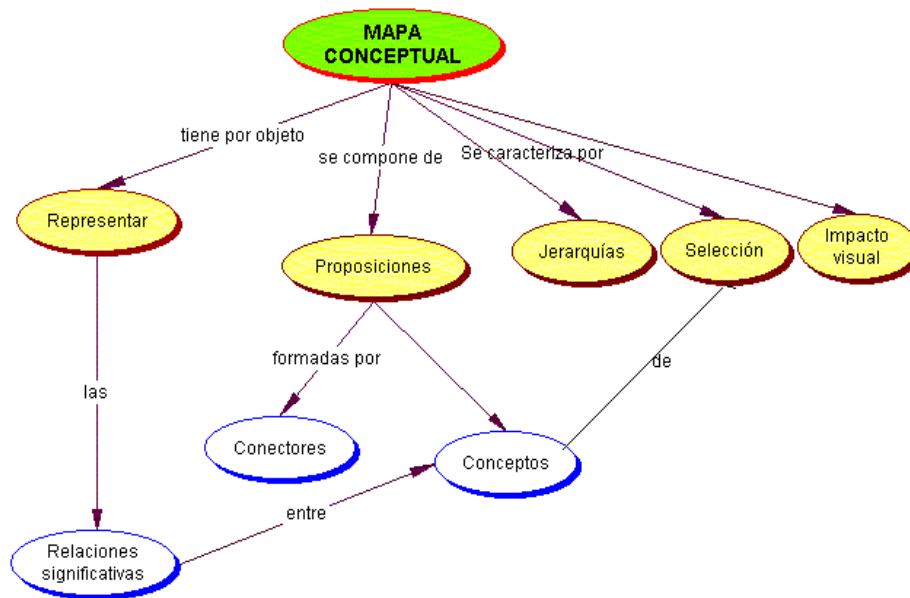 MAPA
CONCEPTUAL
tiene por objeto
se compone de
Se caracteriza por
Representar
Proposiciones
Jerarquías
Selección
Impacto
visual
formadas por
de
las
Conectores
Conceptos
entre
Relaciones
significativas